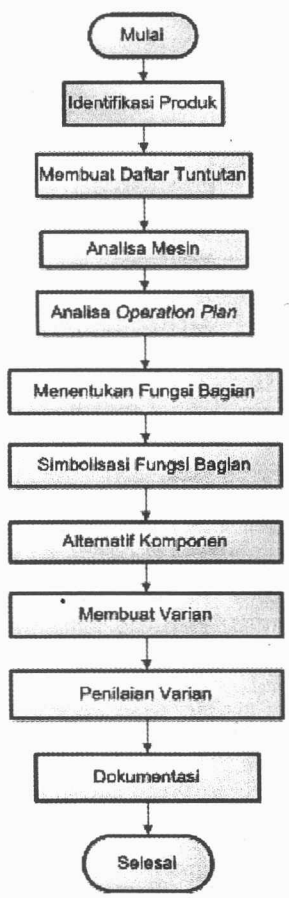 Mulai
Identifikasi Produk
Membuat Daftar Tuntutan
Analisa Mesin
Analisa Operation Plan
Menentukan Fungsi Bagian
Simbolisasi Fungsi Bagian
Alternatif Komponen
Membuat Varian
Penilaian Varian
Dokumentasi
Selesai